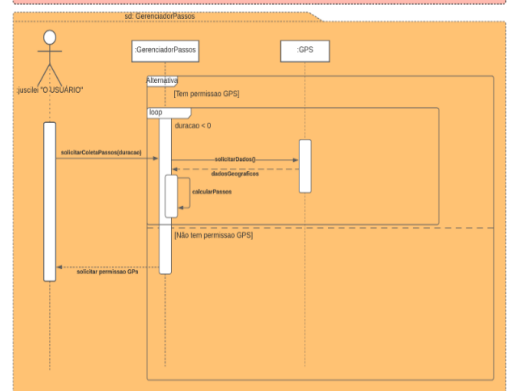 sd: GerenciadorPassos
:GerenciadorPassos
:GPS
:juscilei "O USUÁRIO"
Alternativa
[Tem permissao GPS]
loop
duracao < 0
solicitarColetaPassos(duracao)
solicitarDados()
dadosGeograficos
calcularPassos
[Não tem permissao GPS]
solicitar permissao GPs